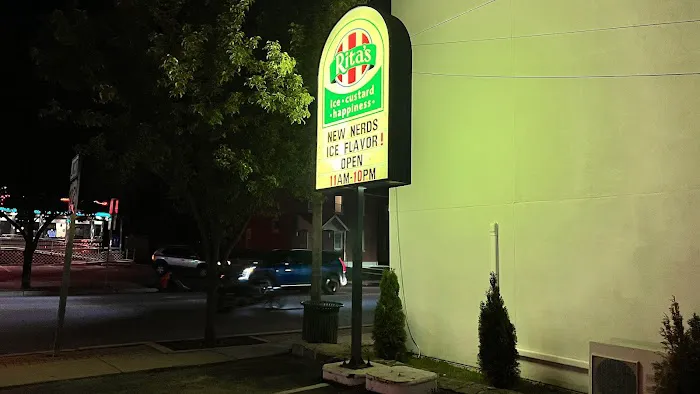 Rita's
ice • custard
• happiness •
NEW NERDS
ICE FLAVOR!
OPEN
11AM-10PM